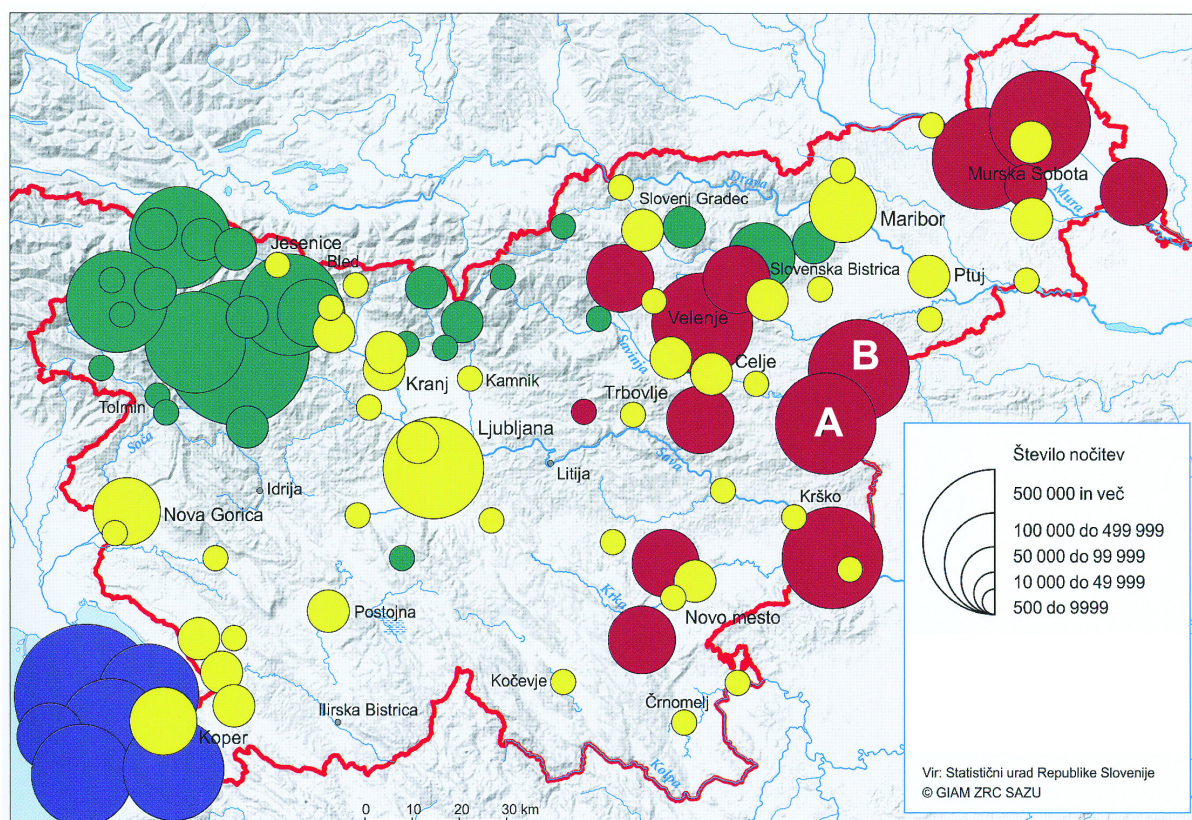 Murska Sobota
Mura
Drava
Slovenj Gradec
Maribor
Jesenice
Bled
Slovenska Bistrica
Ptuj
Velenje
Savinja
B
Celje
Kranj
Kamnik
Trbovlje
A
Tolmin
Soča
Ljubljana
Sava
Litija
Idrija
Krško
Nova Gorica
Krka
Postojna
Novo mesto
Kočevje
Črnomelj
Ilirska Bistrica
Koper
Kolpa
0 10 20 30 km
Število nočitev
500 000 in več
100 000 do 499 999
50 000 do 99 999
10 000 do 49 999
500 do 9999
Vir: Statistični urad Republike Slovenije
© GIAM ZRC SAZU